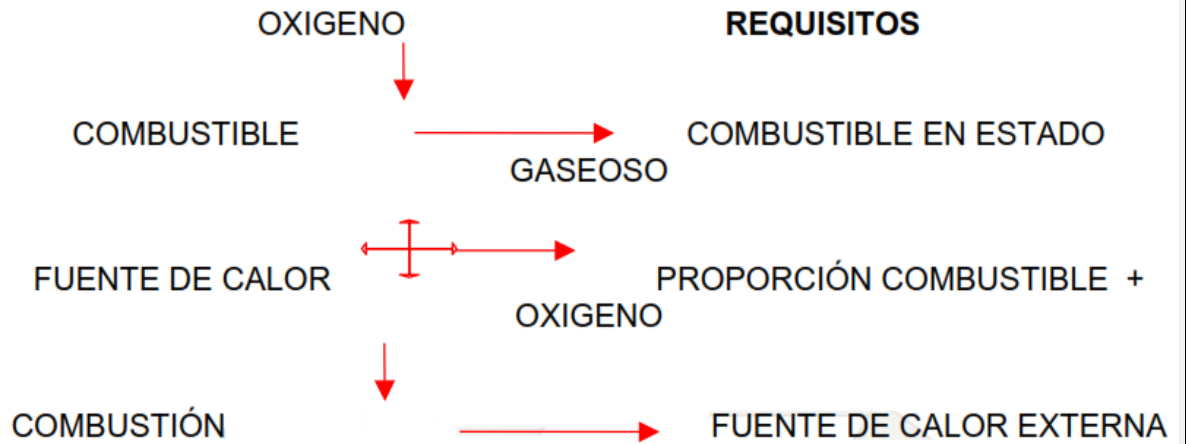 OXIGENO REQUISITOS
COMBUSTIBLE COMBUSTIBLE EN ESTADO
GASEOSO
FUENTE DE CALOR PROPORCIÓN COMBUSTIBLE +
OXIGENO
COMBUSTIÓN FUENTE DE CALOR EXTERNA